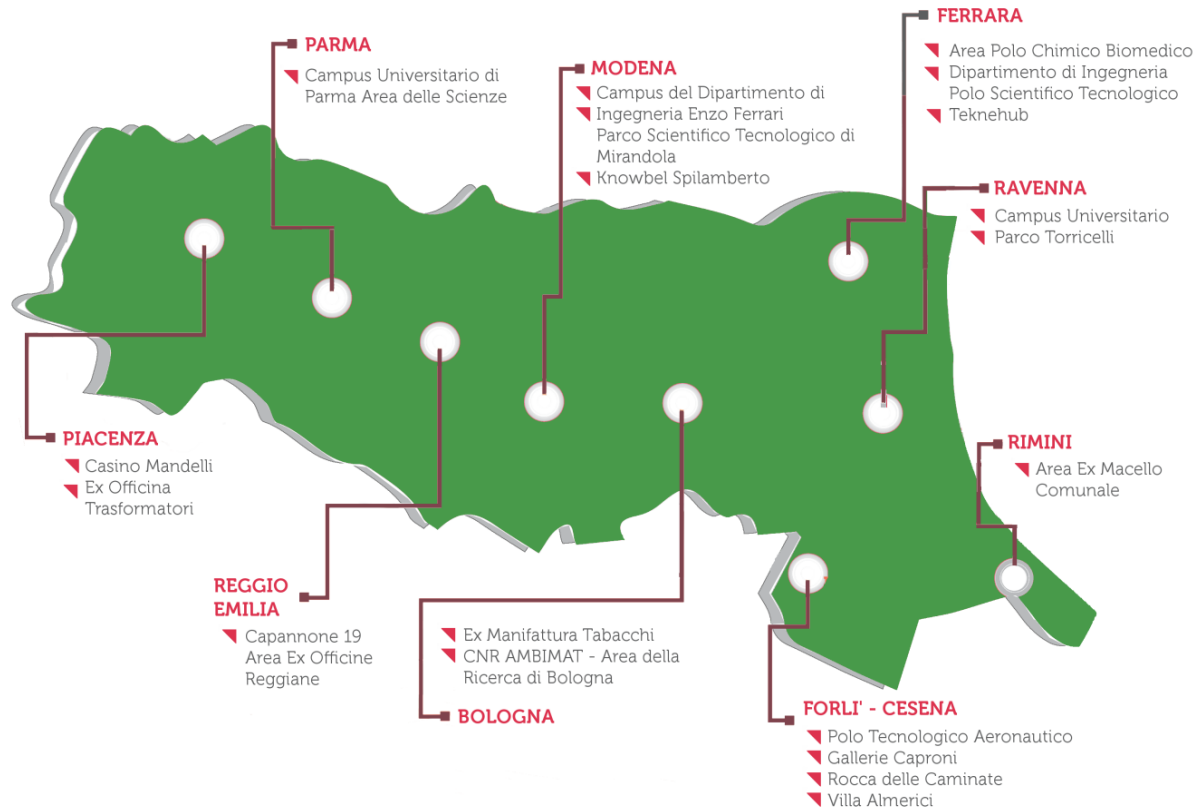 FERRARA
Area Polo Chimico Biomedico
Dipartimento di Ingegneria
Polo Scientifico Tecnologico
Teknehub
PARMA
Campus Universitario di
Parma Area delle Scienze
MODENA
Campus del Dipartimento di
Ingegneria Enzo Ferrari
Parco Scientifico Tecnologico di
Mirandola
Knowbel Spilamberto
RAVENNA
Campus Universitario
Parco Torricelli
PIACENZA
Casino Mandelli
Ex Officina
Trasformatori
RIMINI
Area Ex Macello
Comunale
REGGIO
EMILIA
Capannone 19
Area Ex Officine
Reggiane
Ex Manifattura Tabacchi
CNR AMBIMAT - Area della
Ricerca di Bologna
BOLOGNA
FORLI' - CESENA
Polo Tecnologico Aeronautico
Gallerie Caproni
Rocca delle Caminate
Villa Almerici